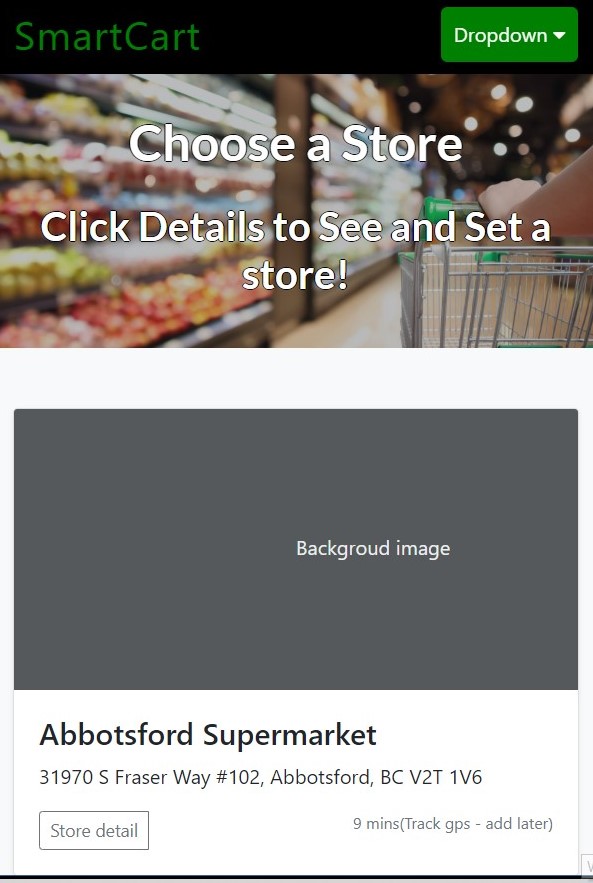 SmartCart
Dropdown
Choose a Store
Click Details to See and Set a
store!
Backgroud image
Abbotsford Supermarket
31970 S Fraser Way #102, Abbotsford, BC V2T 1V6
Store detail
9 mins(Track gps - add later)